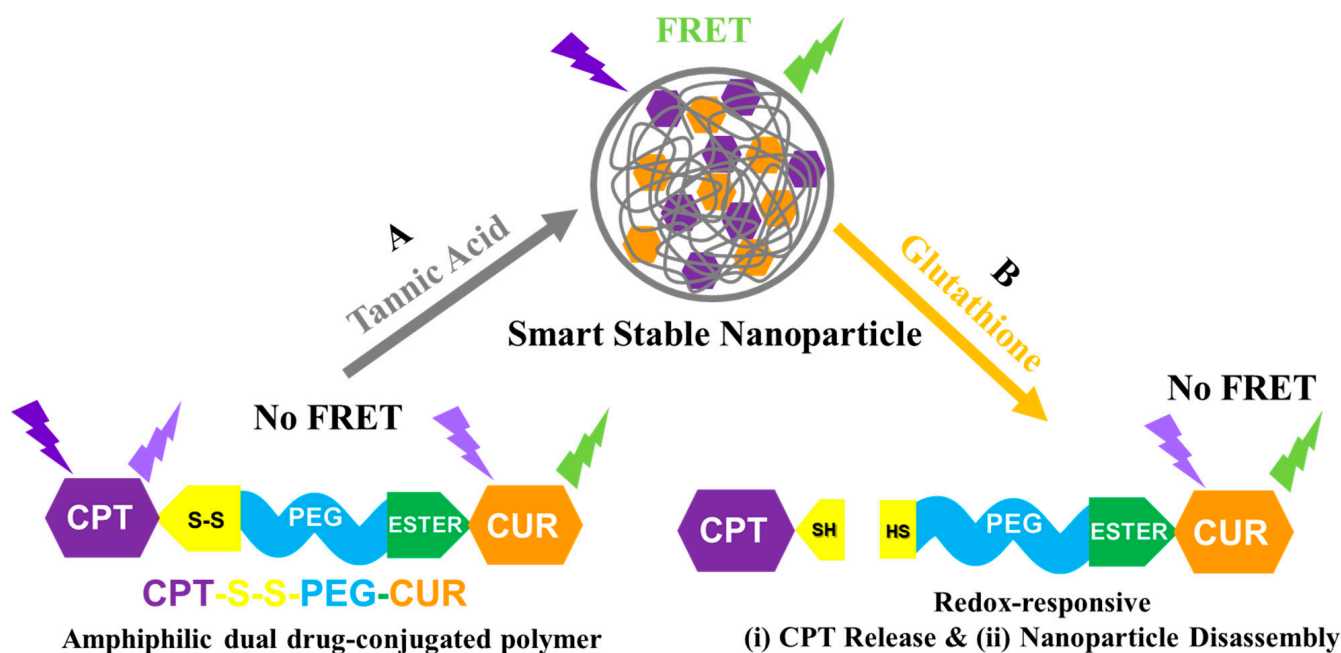 FRET
A
Tannic Acid
B
Glutathione
Smart Stable Nanoparticle
No FRET
No FRET
CPT S-S PEG ESTER CUR
CPT SH HS PEG ESTER CUR
CPT-S-S-PEG-CUR
Amphiphilic dual drug-conjugated polymer
Redox-responsive
(i) CPT Release & (ii) Nanoparticle Disassembly